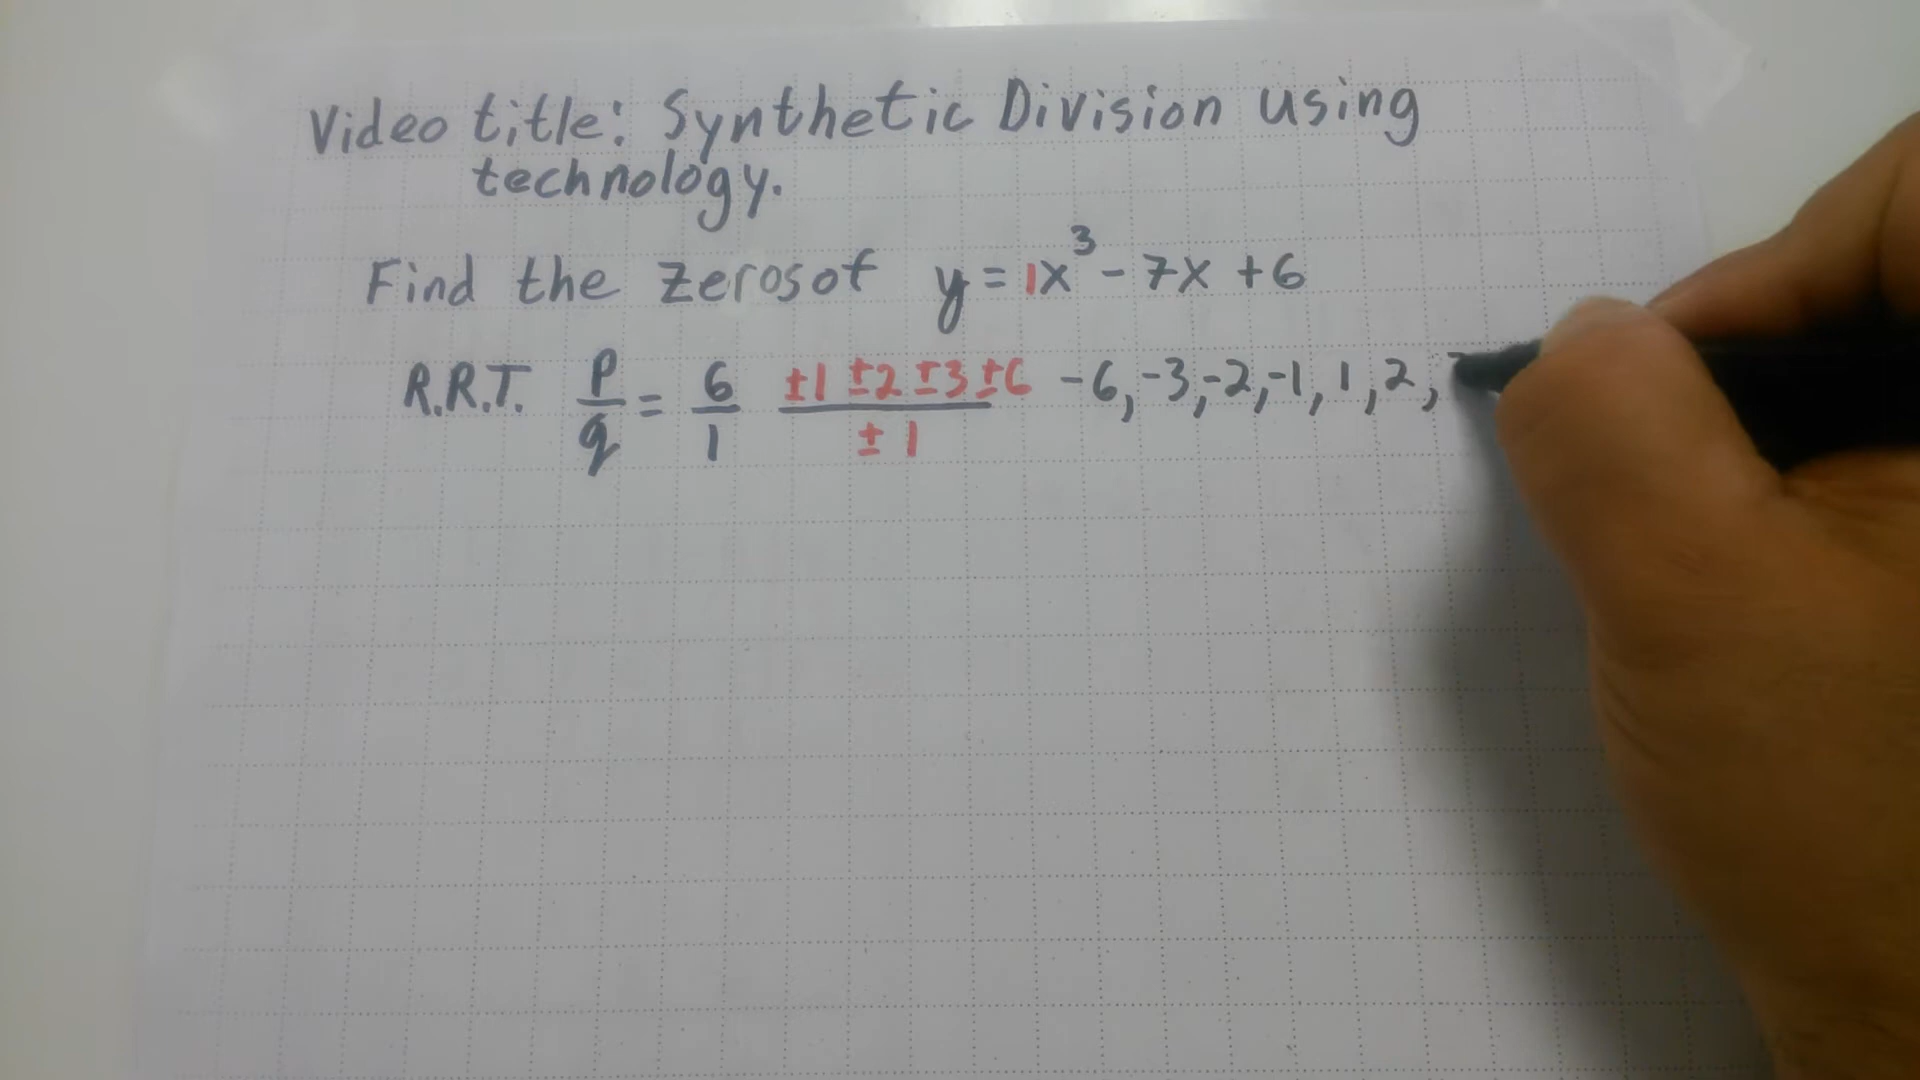 Video title: Synthetic Division using
technology.
Find the zeros of y = 1x³ - 7x + 6
R.R.T. p/q = 6/1 ±1 ±2 ±3 ±6 / ±1 -6, -3, -2, -1, 1, 2,